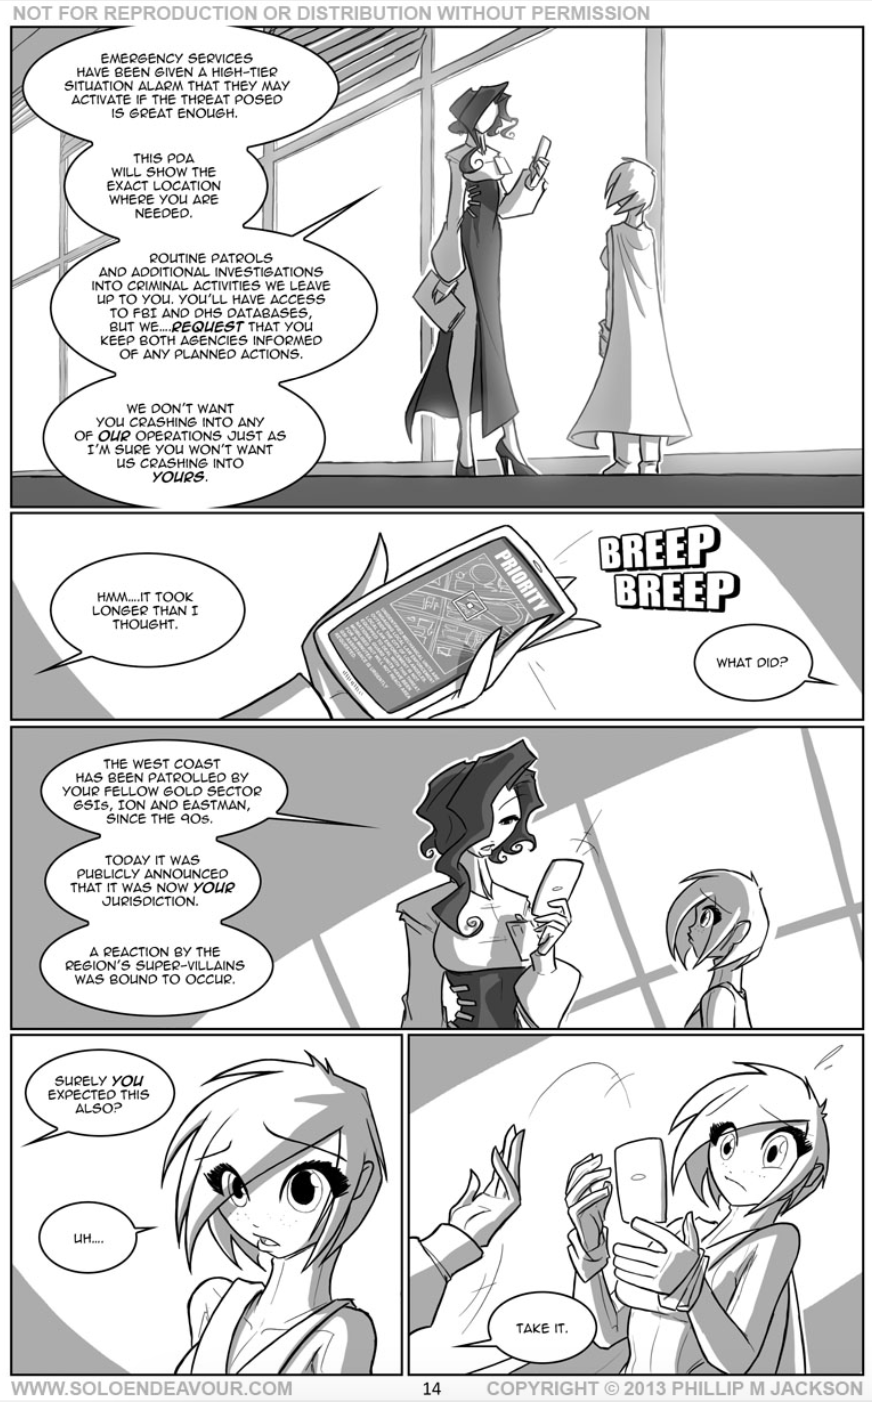 NOT FOR REPRODUCTION OR DISTRIBUTION WITHOUT PERMISSION
EMERGENCY SERVICES
HAVE BEEN GIVEN A HIGH-TIER
SITUATION ALARM THAT THEY MAY
ACTIVATE IF THE THREAT POSED
IS GREAT ENOUGH.
THIS PDA
WILL SHOW THE
EXACT LOCATION
WHERE YOU ARE
NEEDED.
ROUTINE PATROLS
AND ADDITIONAL INVESTIGATIONS
INTO CRIMINAL ACTIVITIES WE LEAVE
UP TO YOU. YOU'LL HAVE ACCESS
TO FBI AND DHS DATABASES,
BUT WE....REQUEST THAT YOU
KEEP BOTH AGENCIES INFORMED
OF ANY PLANNED ACTIONS.
WE DON'T WANT
YOU CRASHING INTO ANY
OF OUR OPERATIONS JUST AS
I'M SURE YOU WON'T WANT
US CRASHING INTO
YOURS.
HMM....IT TOOK
LONGER THAN I
THOUGHT.
PRIORITY
BREEP
BREEP
WHAT DID?
THE WEST COAST
HAS BEEN PATROLLED BY
YOUR FELLOW GOLD SECTOR
GSIs, ION AND EASTMAN,
SINCE THE 90s.
TODAY IT WAS
PUBLICLY ANNOUNCED
THAT IT WAS NOW YOUR
JURISDICTION.
A REACTION BY THE
REGION'S SUPER-VILLAINS
WAS BOUND TO OCCUR.
SURELY YOU
EXPECTED THIS
ALSO?
UH....
TAKE IT.
WWW.SOLOENDEAVOUR.COM
14
COPYRIGHT © 2013 PHILLIP M JACKSON